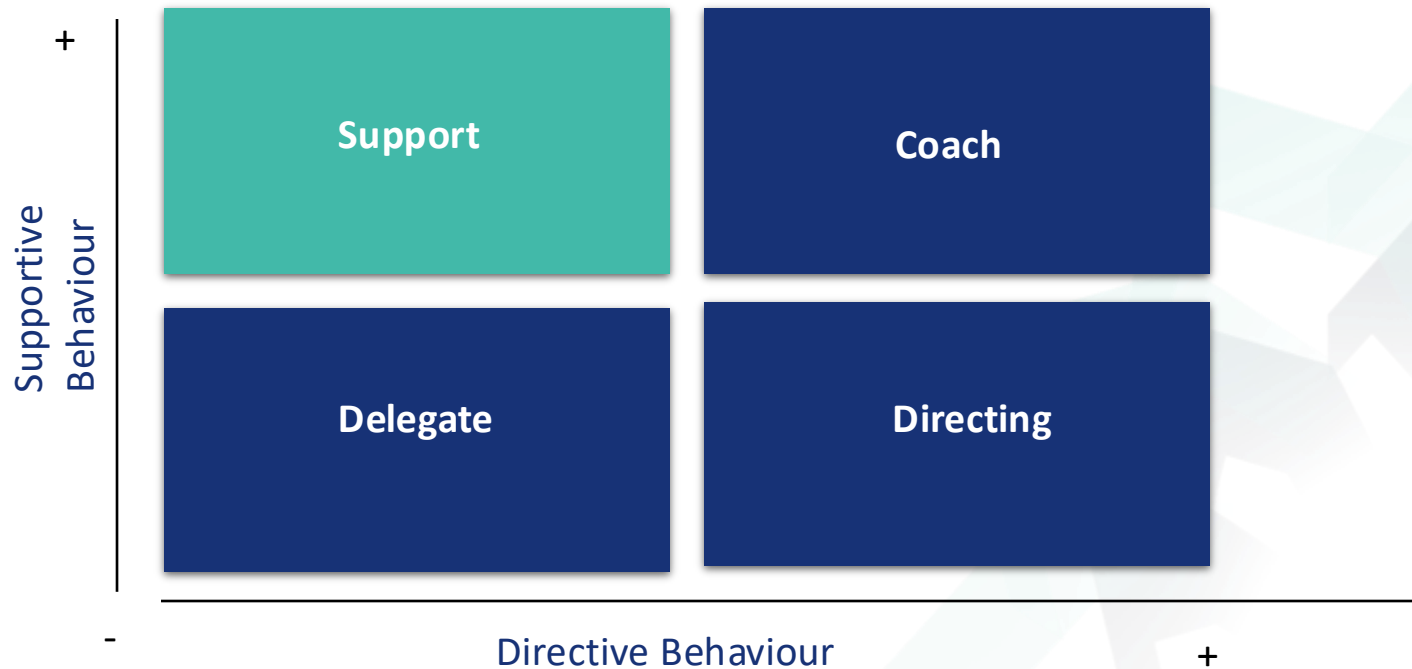 +
Support
Coach
Supportive
Behaviour
Delegate
Directing
-
Directive Behaviour
+